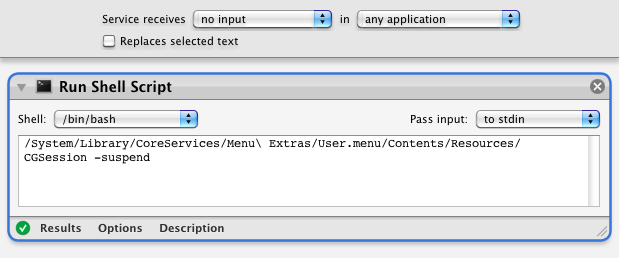 Service receives no input in any application
Replaces selected text
Run Shell Script
Shell: /bin/bash Pass input: to stdin
/System/Library/CoreServices/Menu\ Extras/User.menu/Contents/Resources/
CGSession -suspend
Results Options Description